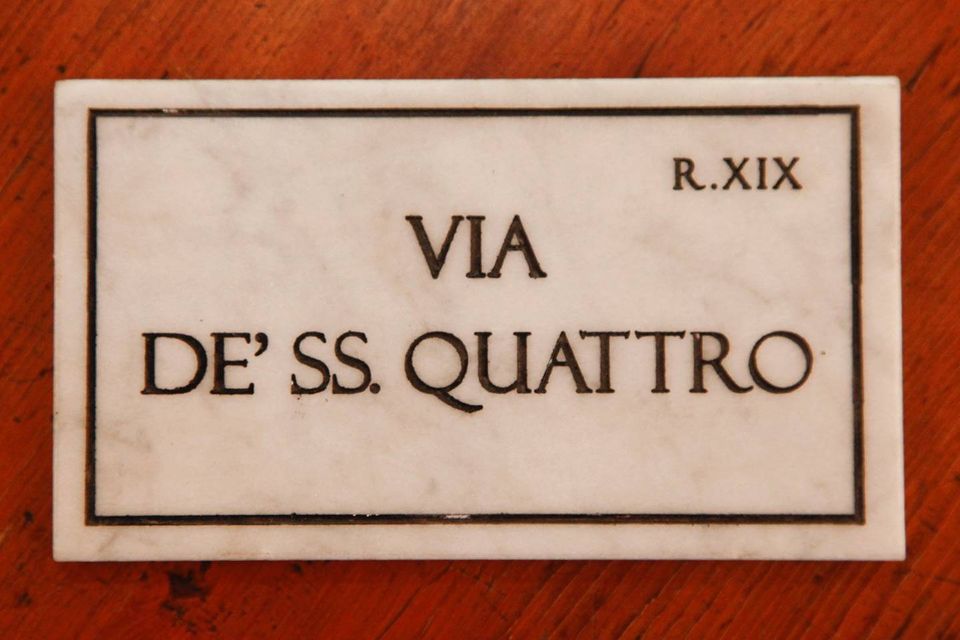 R.XIX
VIA
DE' SS. QUATTRO